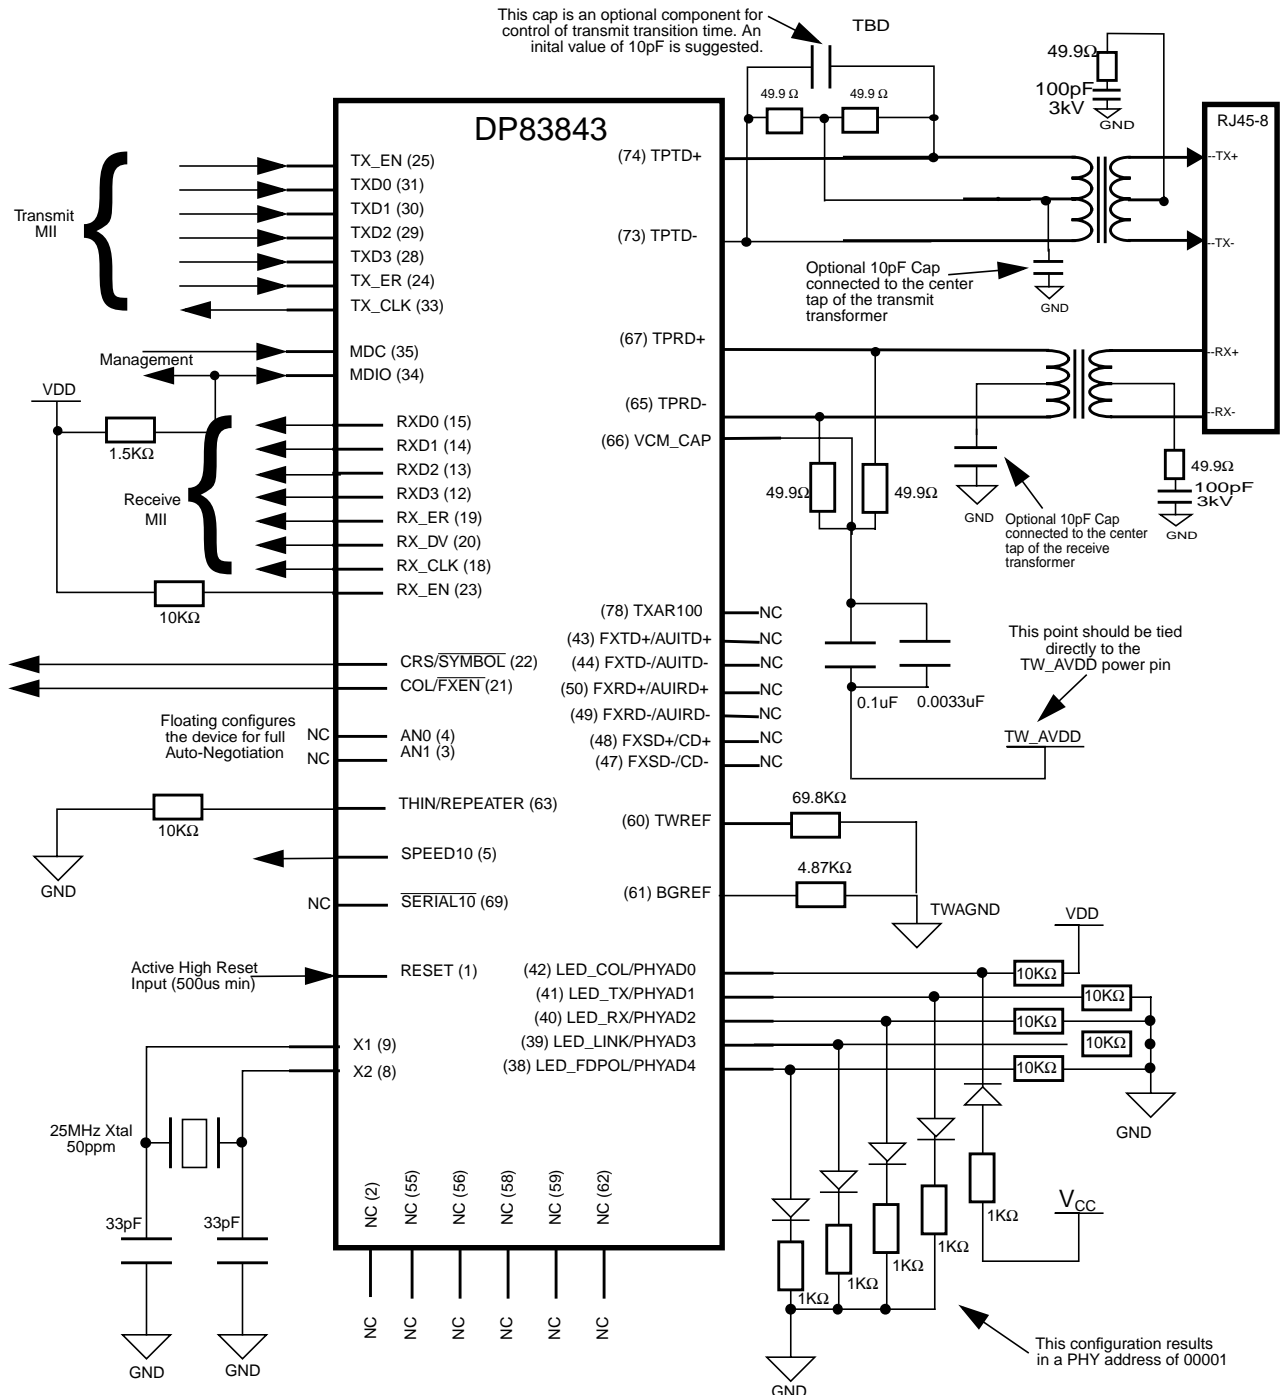 This cap is an optional component for
control of transmit transition time. An
inital value of 10pF is suggested.
TBD
49.9 Ω
49.9 Ω
49.9Ω
100pF
3kV
GND
DP83843
RJ45-8
TX_EN (25)
TXD0 (31)
TXD1 (30)
TXD2 (29)
TXD3 (28)
TX_ER (24)
TX_CLK (33)
Transmit
MII
(74) TPTD+
(73) TPTD-
--TX+
--TX-
Optional 10pF Cap
connected to the center
tap of the transmit
transformer
GND
MDC (35)
MDIO (34)
Management
VDD
1.5KΩ
(67) TPRD+
(65) TPRD-
(66) VCM_CAP
--RX+
--RX-
RXD0 (15)
RXD1 (14)
RXD2 (13)
RXD3 (12)
RX_ER (19)
RX_DV (20)
RX_CLK (18)
RX_EN (23)
Receive
MII
10KΩ
49.9Ω
49.9Ω
GND
Optional 10pF Cap
connected to the center
tap of the receive
transformer
49.9Ω
100pF
3kV
GND
(78) TXAR100
NC
(43) FXTD+/AUITD+
NC
(44) FXTD-/AUITD-
NC
(50) FXRD+/AUIRD+
NC
(49) FXRD-/AUIRD-
NC
(48) FXSD+/CD+
NC
(47) FXSD-/CD-
NC
0.1uF
0.0033uF
This point should be tied
directly to the
TW_AVDD power pin
TW_AVDD
CRS/SYMBOL (22)
COL/FXEN (21)
Floating configures
the device for full
Auto-Negotiation
NC
AN0 (4)
NC
AN1 (3)
THIN/REPEATER (63)
10KΩ
GND
SPEED10 (5)
NC
SERIAL10 (69)
69.8KΩ
(60) TWREF
4.87KΩ
(61) BGREF
TWAGND
Active High Reset
Input (500us min)
RESET (1)
VDD
(42) LED_COL/PHYAD0
10KΩ
(41) LED_TX/PHYAD1
10KΩ
(40) LED_RX/PHYAD2
10KΩ
(39) LED_LINK/PHYAD3
10KΩ
(38) LED_FDPOL/PHYAD4
10KΩ
GND
X1 (9)
X2 (8)
25MHz Xtal
50ppm
33pF
33pF
GND
GND
NC (2)
NC (55)
NC (56)
NC (58)
NC (59)
NC (62)
NC
NC
NC
NC
NC
NC
VCC
1KΩ
1KΩ
1KΩ
1KΩ
1KΩ
GND
This configuration results
in a PHY address of 00001